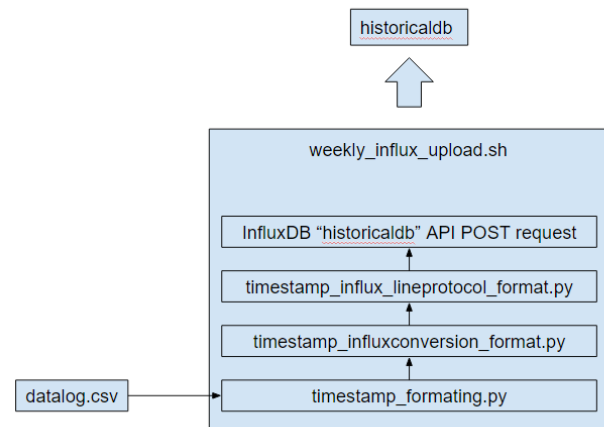 historicaldb
weekly_influx_upload.sh
InfluxDB “historicaldb” API POST request
timestamp_influx_lineprotocol_format.py
timestamp_influxconversion_format.py
datalog.csv
timestamp_formating.py